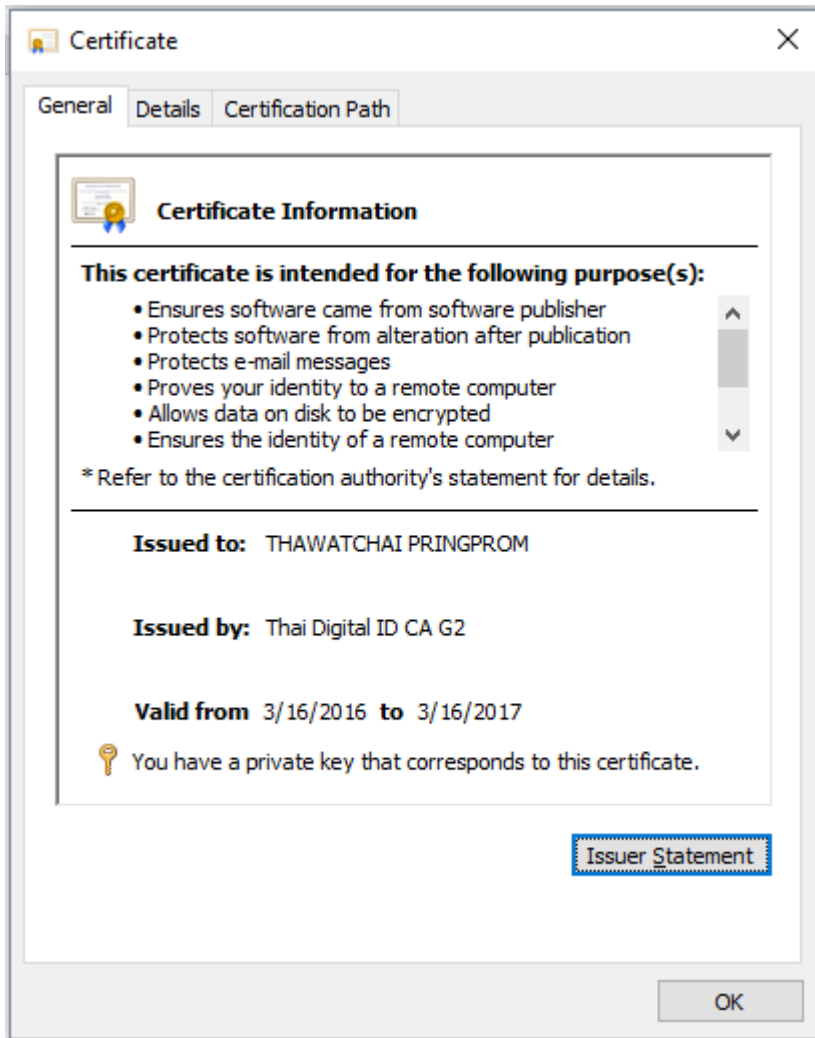 Certificate
General Details Certification Path
Certificate Information
This certificate is intended for the following purpose(s):
• Ensures software came from software publisher
• Protects software from alteration after publication
• Protects e-mail messages
• Proves your identity to a remote computer
• Allows data on disk to be encrypted
• Ensures the identity of a remote computer
* Refer to the certification authority's statement for details.
Issued to: THAWATCHAI PRINGPROM
Issued by: Thai Digital ID CA G2
Valid from 3/16/2016 to 3/16/2017
You have a private key that corresponds to this certificate.
Issuer Statement
OK